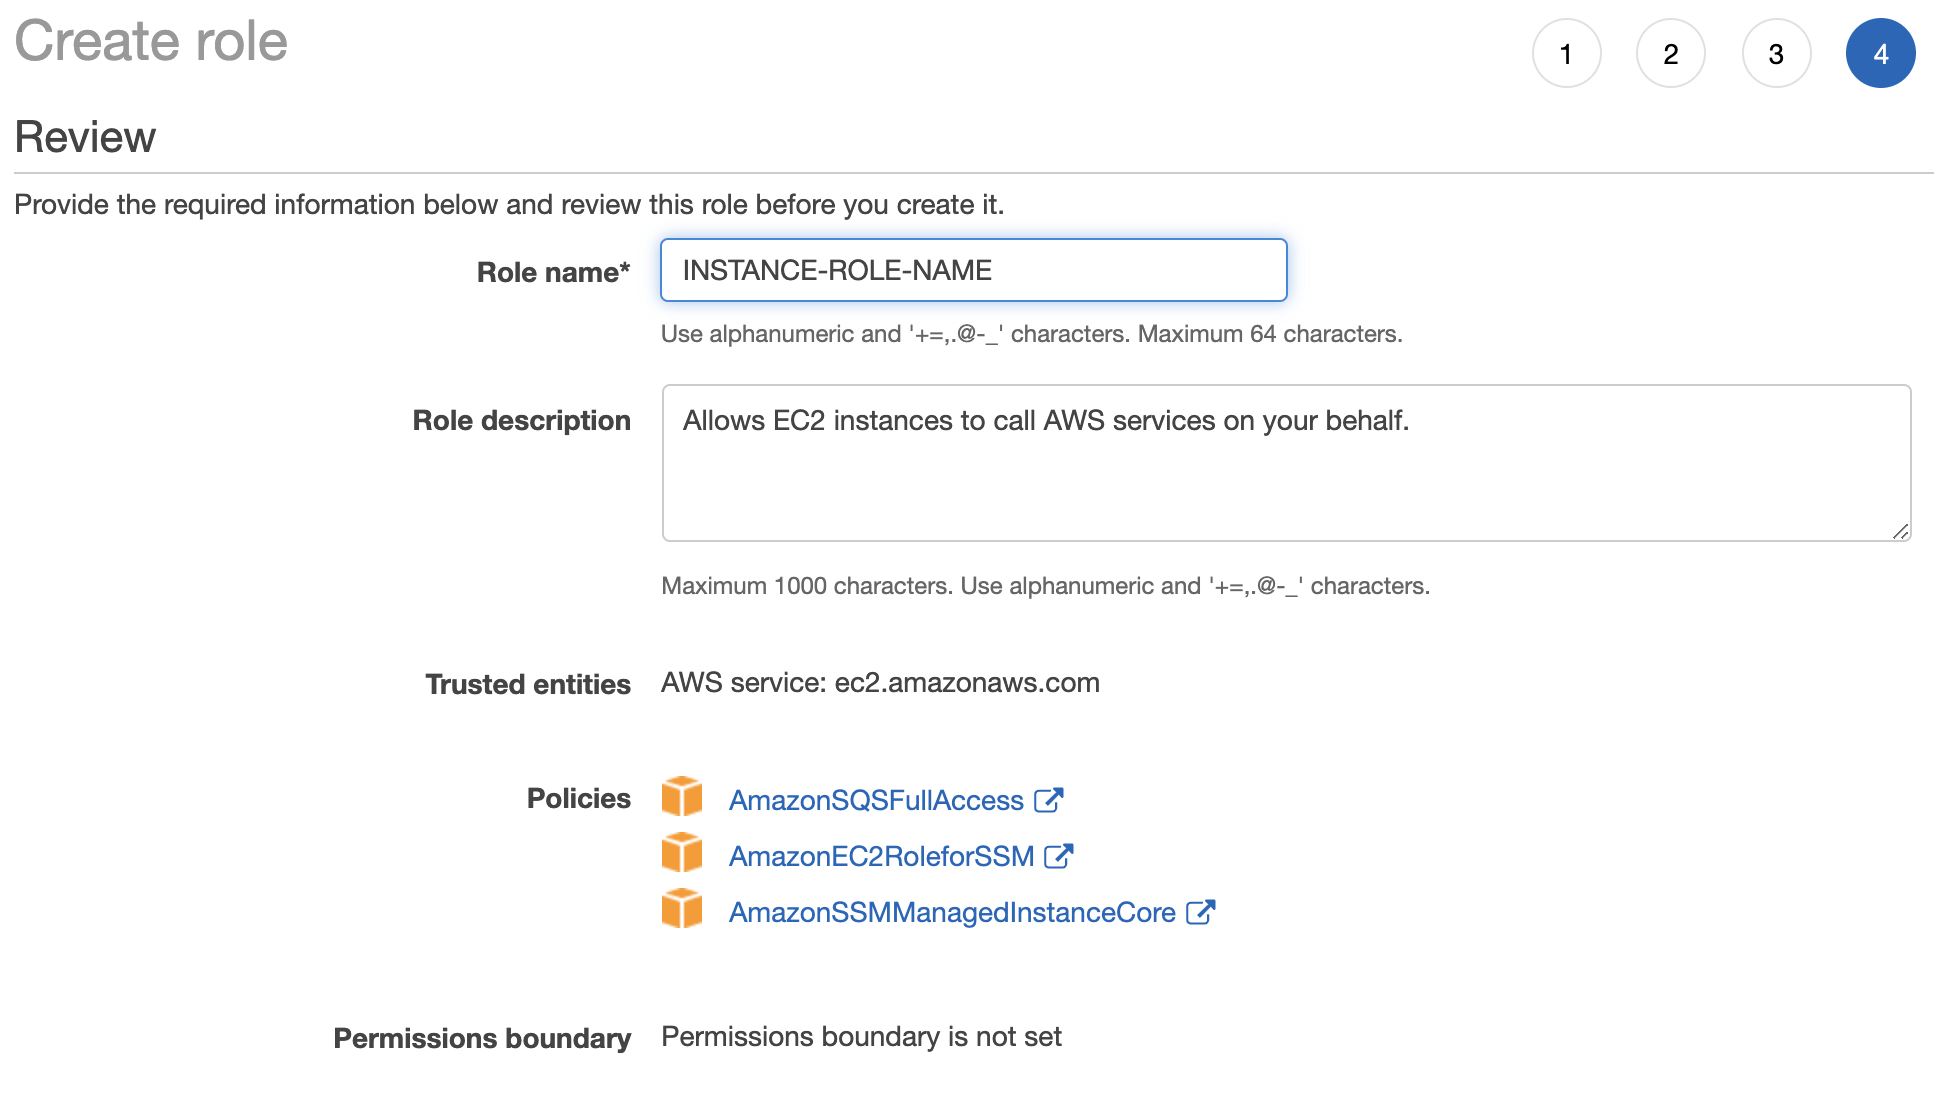 Create role
1 2 3 4
Review
Provide the required information below and review this role before you create it.
Role name* INSTANCE-ROLE-NAME
Use alphanumeric and '+=,.@-_' characters. Maximum 64 characters.
Role description Allows EC2 instances to call AWS services on your behalf.
Maximum 1000 characters. Use alphanumeric and '+=,.@-_' characters.
Trusted entities AWS service: ec2.amazonaws.com
Policies AmazonSQSFullAccess
AmazonEC2RoleforSSM
AmazonSSMManagedInstanceCore
Permissions boundary Permissions boundary is not set